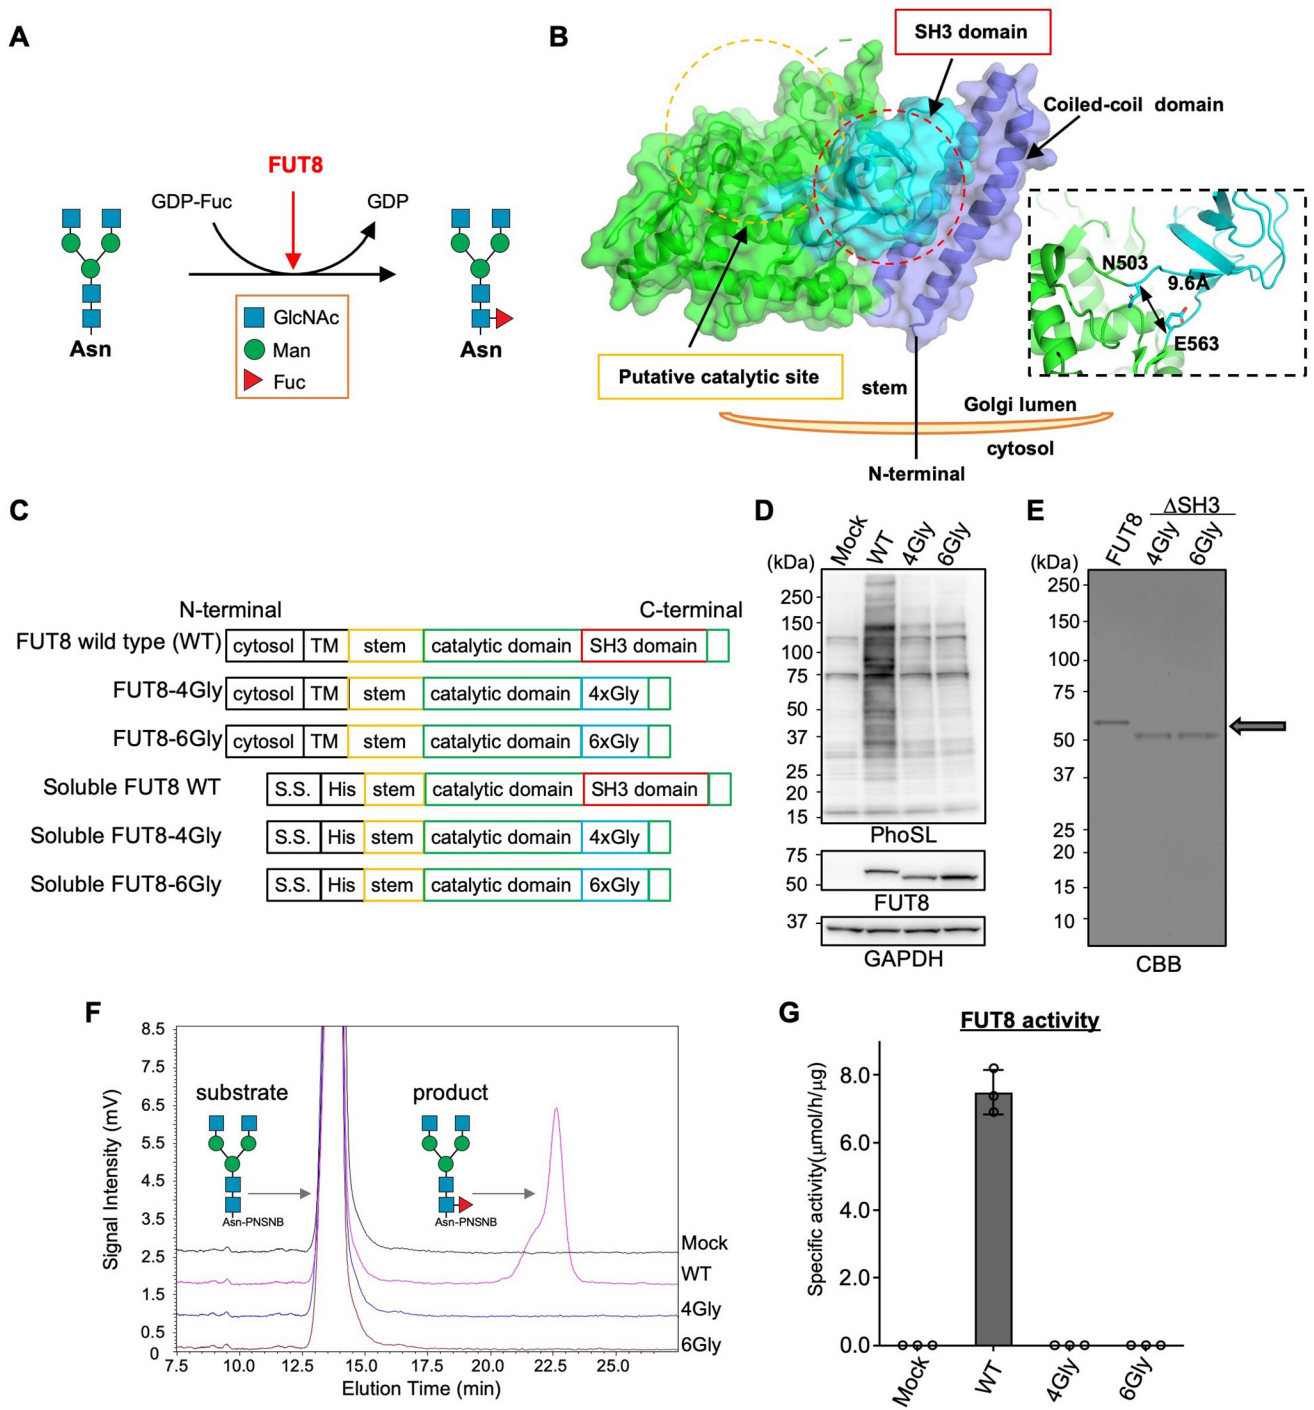 A
FUT8
GDP-Fuc
GDP
GlcNAc
Man
Fuc
Asn
Asn
B
SH3 domain
Coiled-coil domain
N503
9.6Å
E563
Putative catalytic site
stem
Golgi lumen
cytosol
N-terminal
C
N-terminal
C-terminal
FUT8 wild type (WT) cytosol TM stem catalytic domain SH3 domain
FUT8-4Gly cytosol TM stem catalytic domain 4xGly
FUT8-6Gly cytosol TM stem catalytic domain 6xGly
Soluble FUT8 WT S.S. His stem catalytic domain SH3 domain
Soluble FUT8-4Gly S.S. His stem catalytic domain 4xGly
Soluble FUT8-6Gly S.S. His stem catalytic domain 6xGly
D
Mock WT 4Gly 6Gly
(kDa)
250
150
100
75
50
37
25
20
15
PhoSL
75
50
FUT8
37
GAPDH
E
ΔSH3
FUT8 4Gly 6Gly
(kDa)
250
150
100
75
50
37
25
20
15
10
CBB
F
Signal Intensity (mV)
8.5
7.5
6.5
5.5
4.5
3.5
2.5
1.5
0.5
0
substrate
product
Asn-PNSNB
Asn-PNSNB
Mock
WT
4Gly
6Gly
7.5 10.0 12.5 15.0 17.5 20.0 22.5 25.0
Elution Time (min)
G
FUT8 activity
Specific activity(μmol/h/μg)
8.0
6.0
4.0
2.0
0.0
Mock WT 4Gly 6Gly